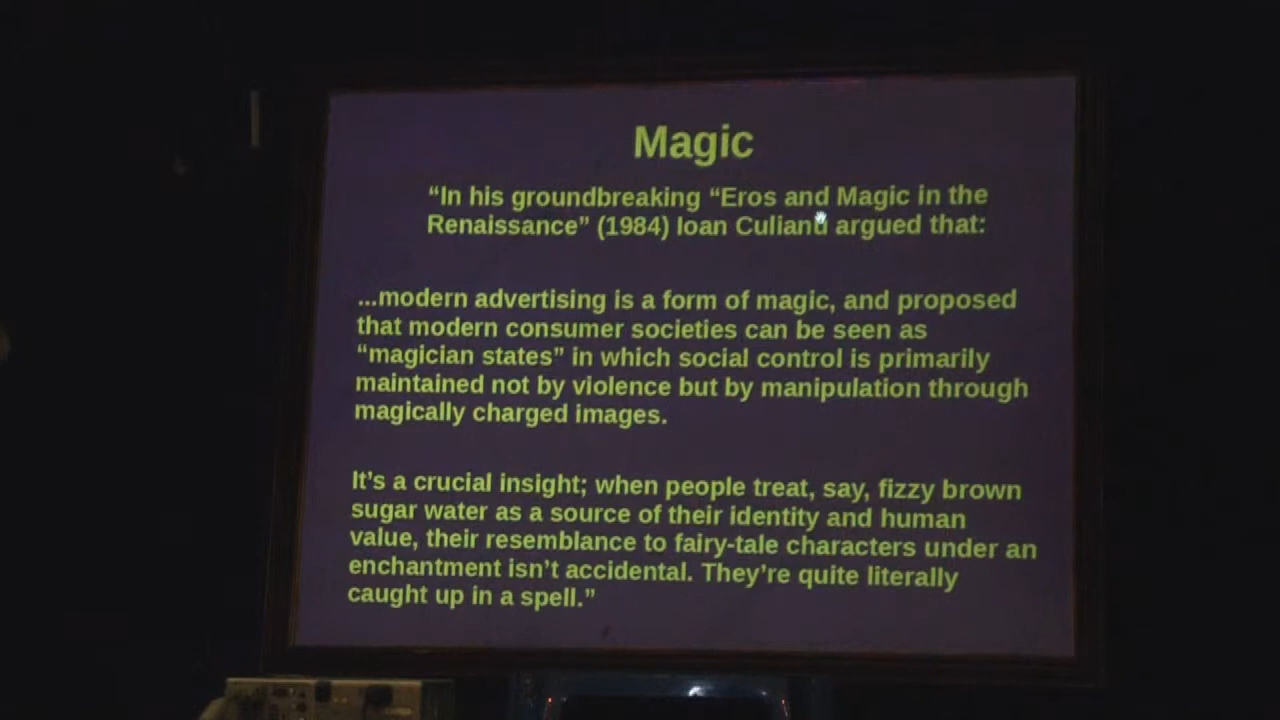 Magic
“In his groundbreaking “Eros and Magic in the
Renaissance” (1984) Ioan Culianu argued that:
...modern advertising is a form of magic, and proposed
that modern consumer societies can be seen as
“magician states” in which social control is primarily
maintained not by violence but by manipulation through
magically charged images.
It’s a crucial insight; when people treat, say, fizzy brown
sugar water as a source of their identity and human
value, their resemblance to fairy-tale characters under an
enchantment isn’t accidental. They’re quite literally
caught up in a spell.”